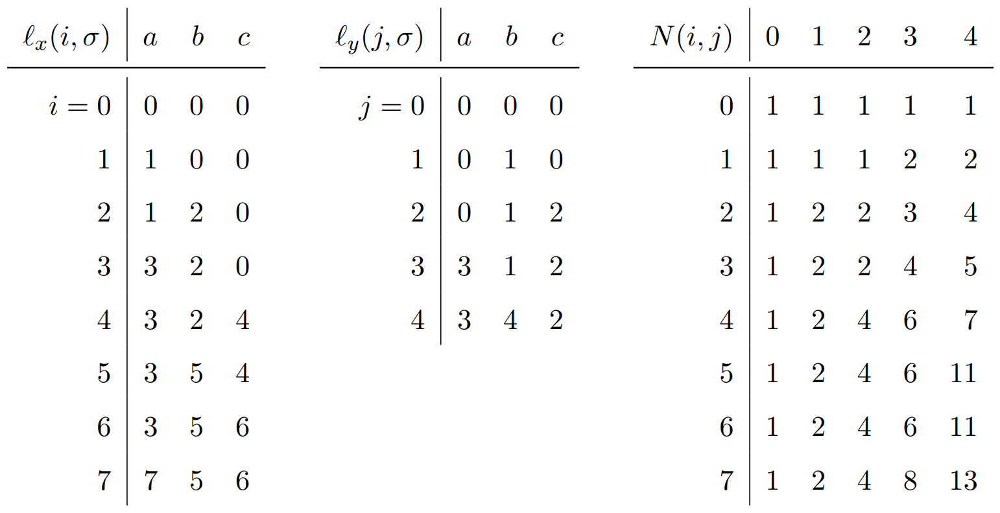 ℓx(i, σ) a b c ℓy(j, σ) a b c N(i, j) 0 1 2 3 4
i = 0 0 0 0 j = 0 0 0 0 0 1 1 1 1 1
1 1 0 0 1 0 1 0 1 1 1 1 2 2
2 1 2 0 2 0 1 2 2 1 2 2 3 4
3 3 2 0 3 3 1 2 3 1 2 2 4 5
4 3 2 4 4 3 4 2 4 1 2 4 6 7
5 3 5 4 5 1 2 4 6 11
6 3 5 6 6 1 2 4 6 11
7 7 5 6 7 1 2 4 8 13